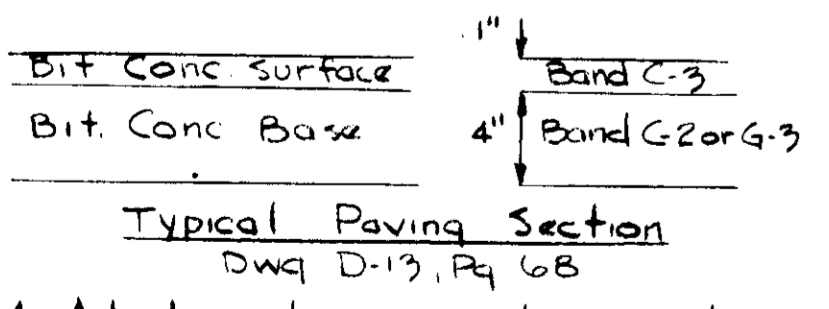 1"
Bit Conc. Surface Band C-3
Bit. Conc Base 4" Band C-2 or G-3
Typical Paving Section
Dwg D-13, Pg 68